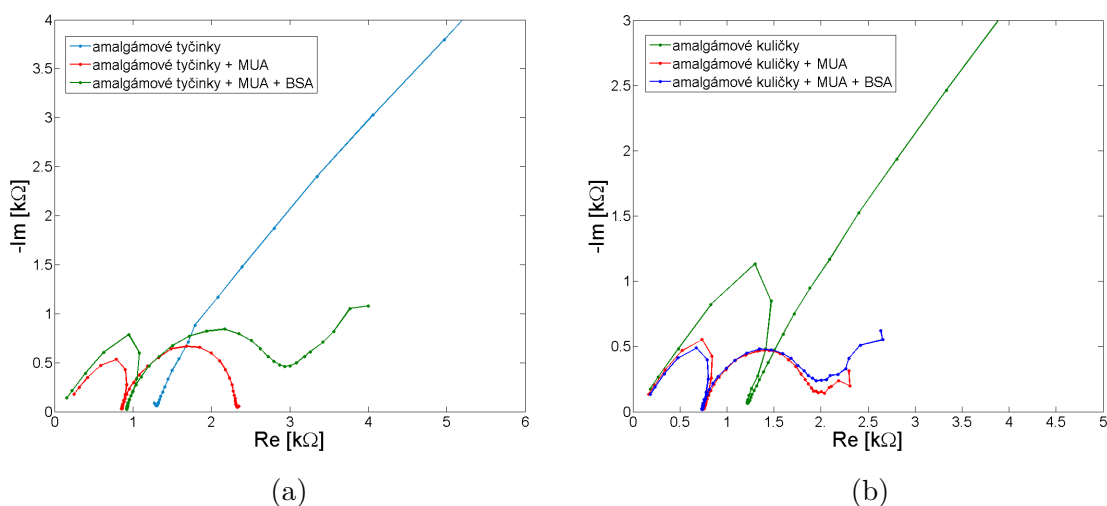 4
3.5
3
2.5
2
1.5
1
0.5
0
-Im [kΩ]
amalgámové tyčinky
amalgámové tyčinky + MUA
amalgámové tyčinky + MUA + BSA
0 1 2 3 4 5 6
Re [kΩ]
(a)
3
2.5
2
1.5
1
0.5
0
-Im [kΩ]
amalgámové kuličky
amalgámové kuličky + MUA
amalgámové kuličky + MUA + BSA
0 0.5 1 1.5 2 2.5 3 3.5 4 4.5 5
Re [kΩ]
(b)